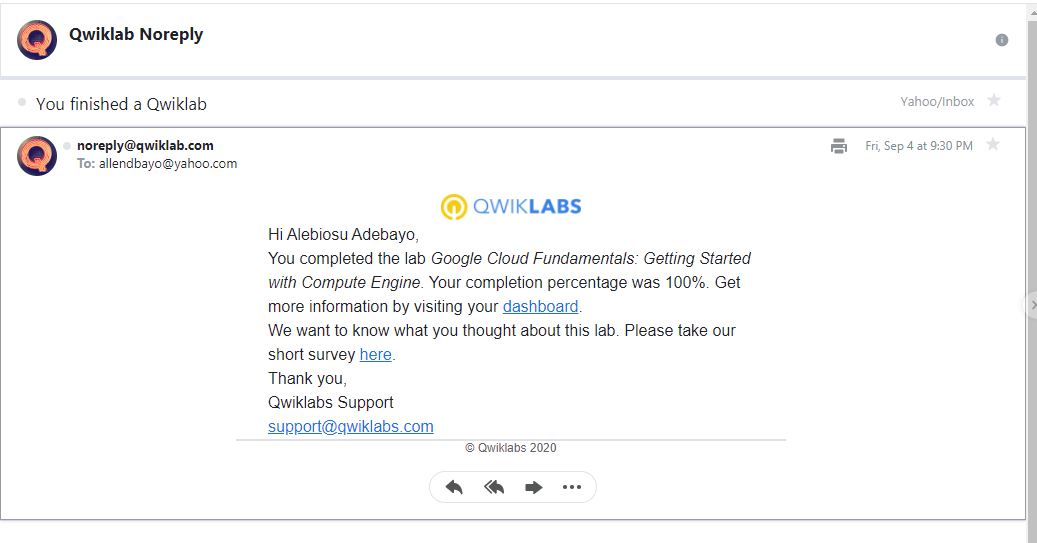 Qwiklab Noreply
You finished a Qwiklab
Yahoo/Inbox
noreply@qwiklab.com
To: allendbayo@yahoo.com
Fri, Sep 4 at 9:30 PM
QWIKLABS
Hi Alebiosu Adebayo,
You completed the lab Google Cloud Fundamentals: Getting Started
with Compute Engine. Your completion percentage was 100%. Get
more information by visiting your dashboard.
We want to know what you thought about this lab. Please take our
short survey here.
Thank you,
Qwiklabs Support
support@qwiklabs.com
© Qwiklabs 2020